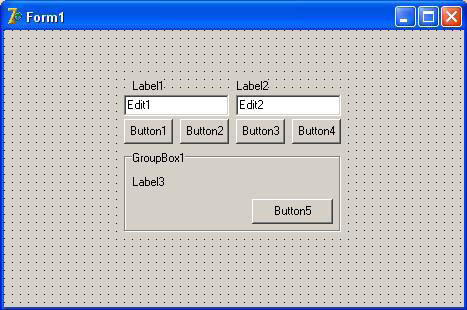 Form1
Label1 Label2
Edit1 Edit2
Button1 Button2 Button3 Button4
GroupBox1
Label3
Button5